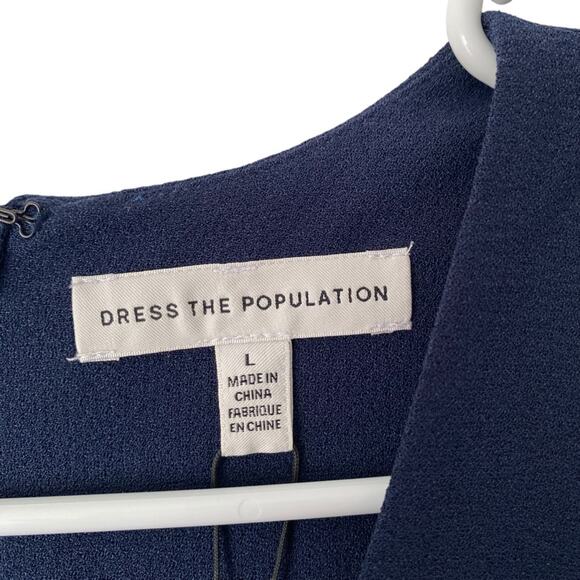 DRESS THE POPULATION
L
MADE IN
CHINA
FABRIQUE
EN CHINE